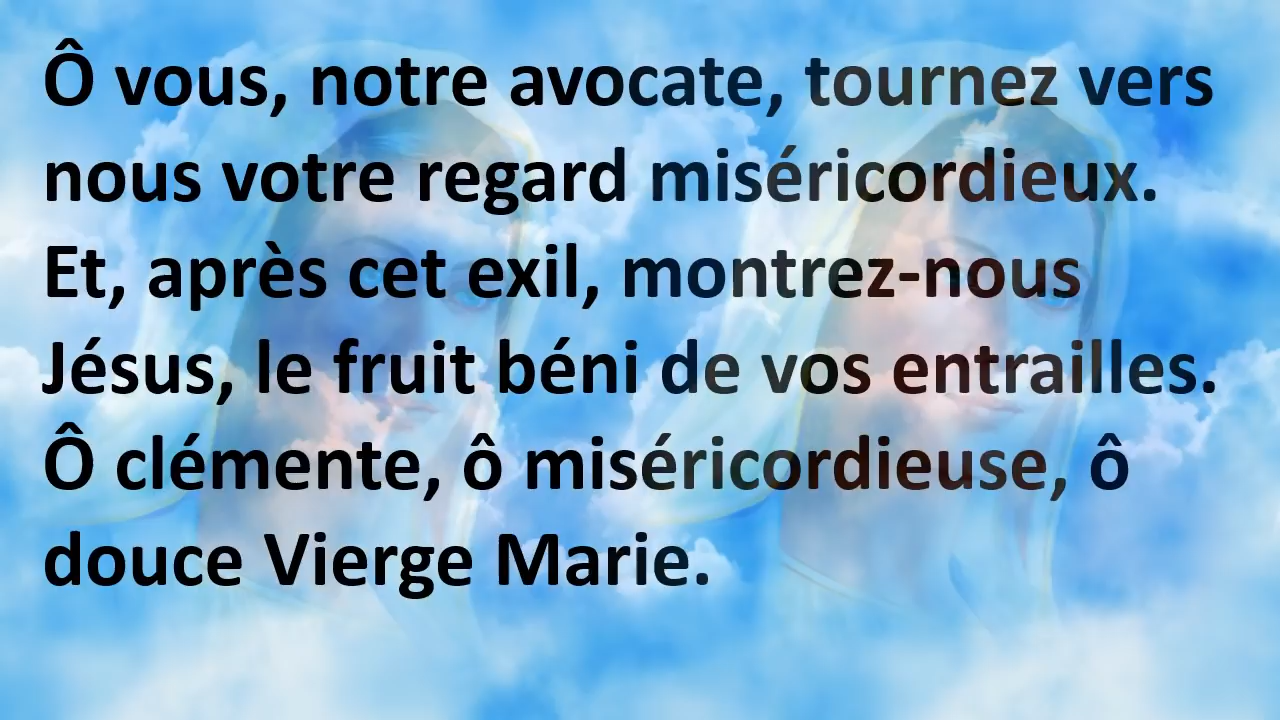 Ô vous, notre avocate, tournez vers
nous votre regard miséricordieux.
Et, après cet exil, montrez-nous
Jésus, le fruit béni de vos entrailles.
Ô clémente, ô miséricordieuse, ô
douce Vierge Marie.